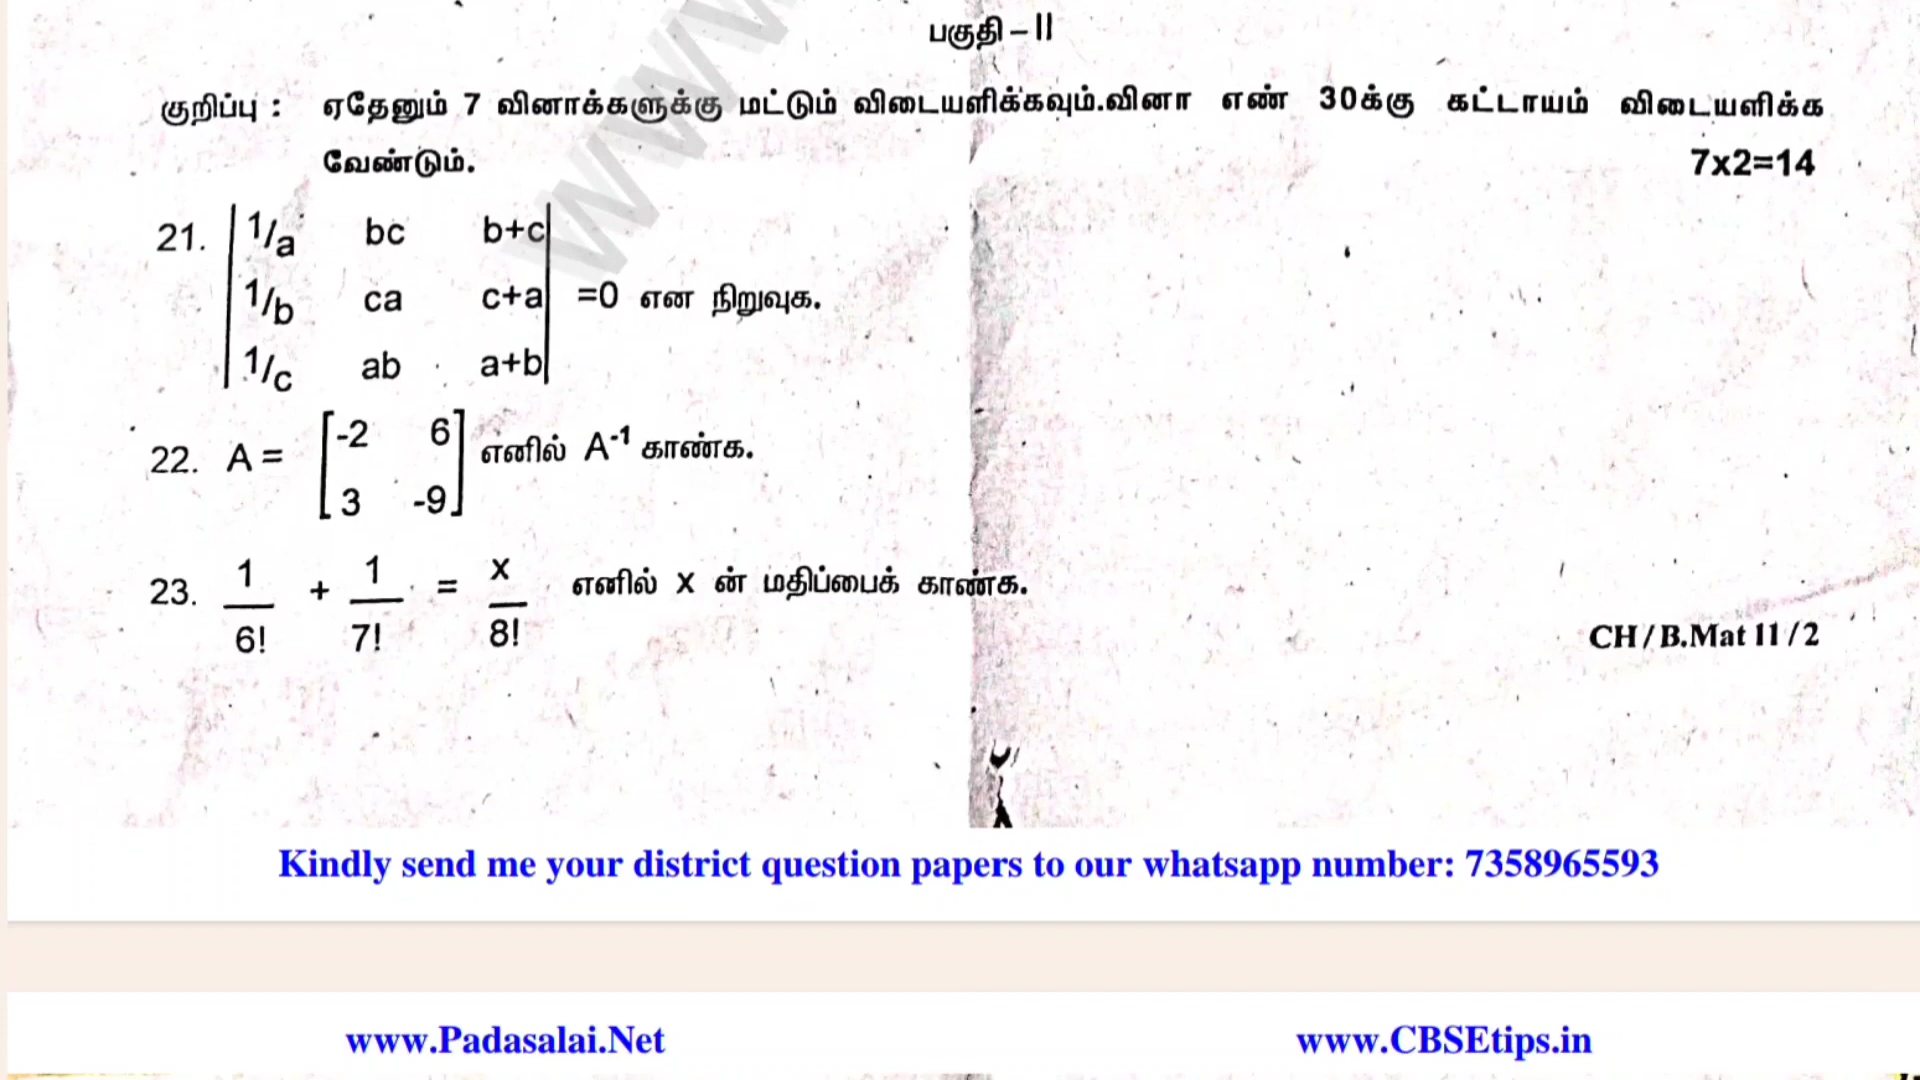 பகுதி – II
குறிப்பு : ஏதேனும் 7 வினாக்களுக்கு மட்டும் விடையளிக்கவும்.வினா எண் 30க்கு கட்டாயம் விடையளிக்க
வேண்டும். 7x2=14
21. | 1/a bc b+c |
| 1/b ca c+a | =0 என நிறுவுக.
| 1/c ab a+b |
22. A = [ -2 6 ] எனில் A⁻¹ காண்க.
[ 3 -9 ]
23. 1/6! + 1/7! = x/8! எனில் x ன் மதிப்பைக் காண்க.
CH / B.Mat 11 / 2
Kindly send me your district question papers to our whatsapp number: 7358965593
www.Padasalai.Net www.CBSEtips.in